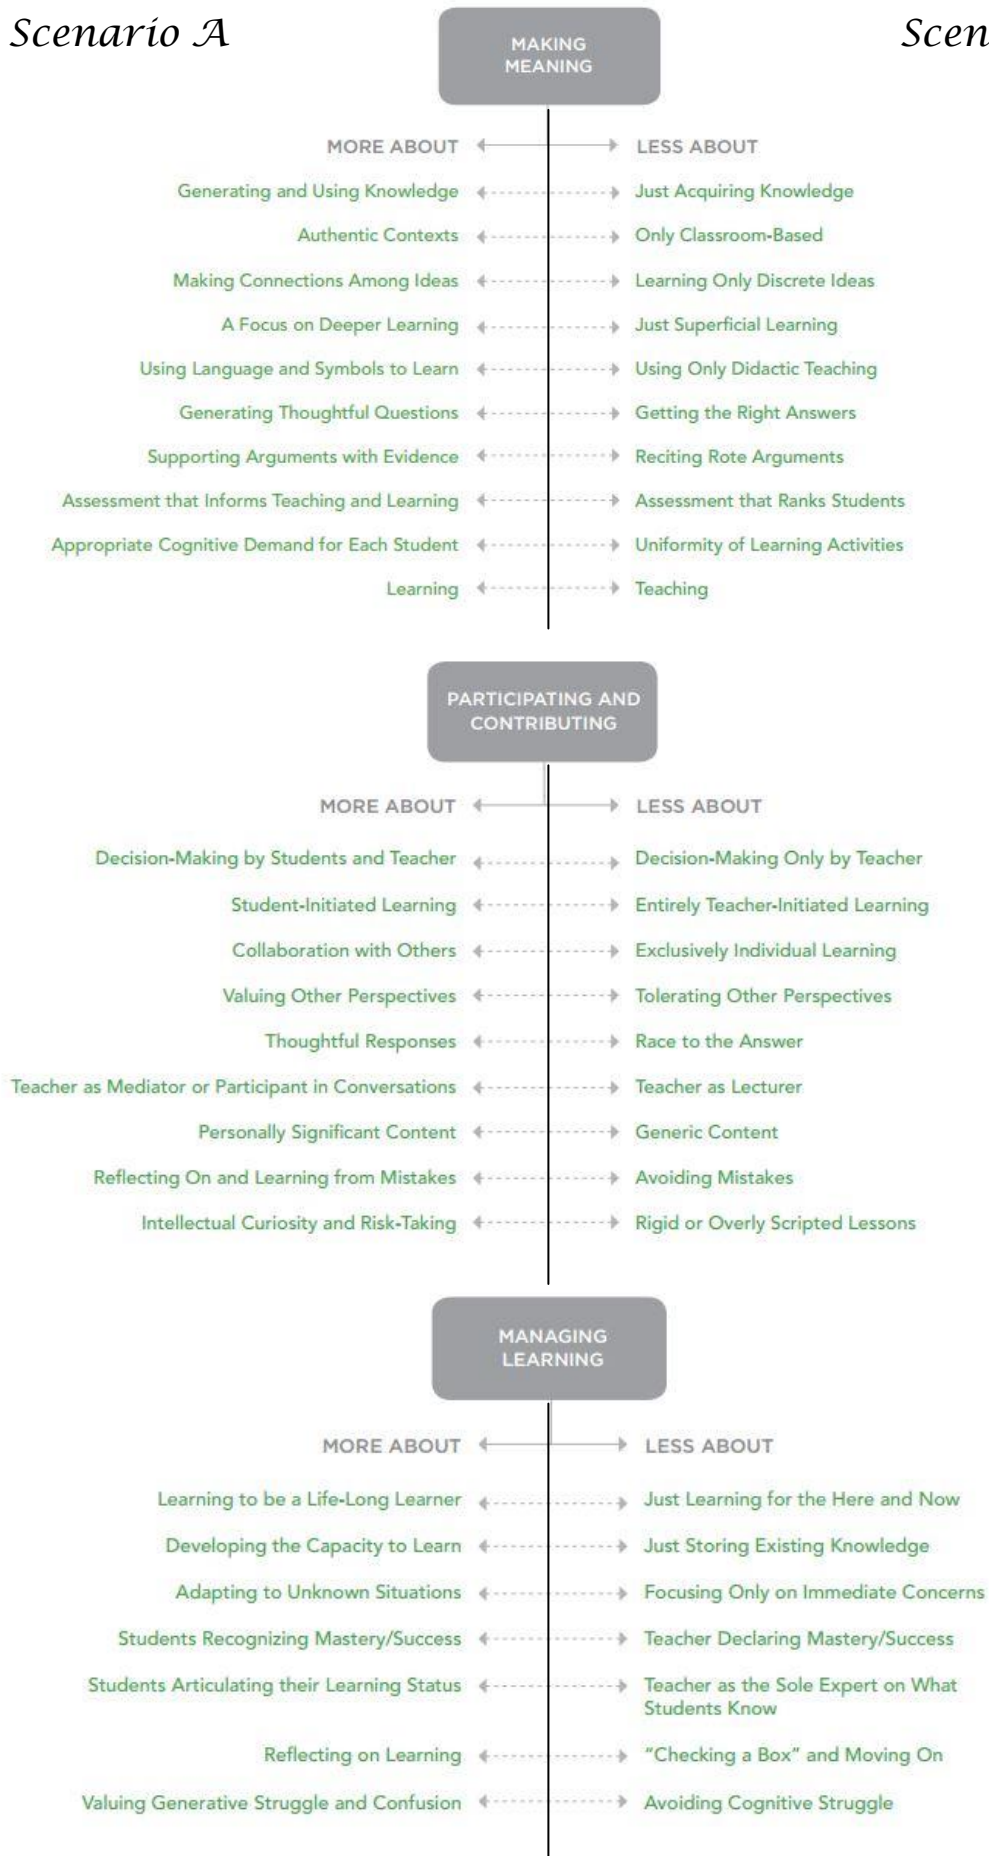 Scenario A
Scen
MAKING
MEANING
MORE ABOUT LESS ABOUT
Generating and Using Knowledge Just Acquiring Knowledge
Authentic Contexts Only Classroom-Based
Making Connections Among Ideas Learning Only Discrete Ideas
A Focus on Deeper Learning Just Superficial Learning
Using Language and Symbols to Learn Using Only Didactic Teaching
Generating Thoughtful Questions Getting the Right Answers
Supporting Arguments with Evidence Reciting Rote Arguments
Assessment that Informs Teaching and Learning Assessment that Ranks Students
Appropriate Cognitive Demand for Each Student Uniformity of Learning Activities
Learning Teaching
PARTICIPATING AND
CONTRIBUTING
MORE ABOUT LESS ABOUT
Decision-Making by Students and Teacher Decision-Making Only by Teacher
Student-Initiated Learning Entirely Teacher-Initiated Learning
Collaboration with Others Exclusively Individual Learning
Valuing Other Perspectives Tolerating Other Perspectives
Thoughtful Responses Race to the Answer
Teacher as Mediator or Participant in Conversations Teacher as Lecturer
Personally Significant Content Generic Content
Reflecting On and Learning from Mistakes Avoiding Mistakes
Intellectual Curiosity and Risk-Taking Rigid or Overly Scripted Lessons
MANAGING
LEARNING
MORE ABOUT LESS ABOUT
Learning to be a Life-Long Learner Just Learning for the Here and Now
Developing the Capacity to Learn Just Storing Existing Knowledge
Adapting to Unknown Situations Focusing Only on Immediate Concerns
Students Recognizing Mastery/Success Teacher Declaring Mastery/Success
Students Articulating their Learning Status Teacher as the Sole Expert on What
Students Know
Reflecting on Learning "Checking a Box" and Moving On
Valuing Generative Struggle and Confusion Avoiding Cognitive Struggle